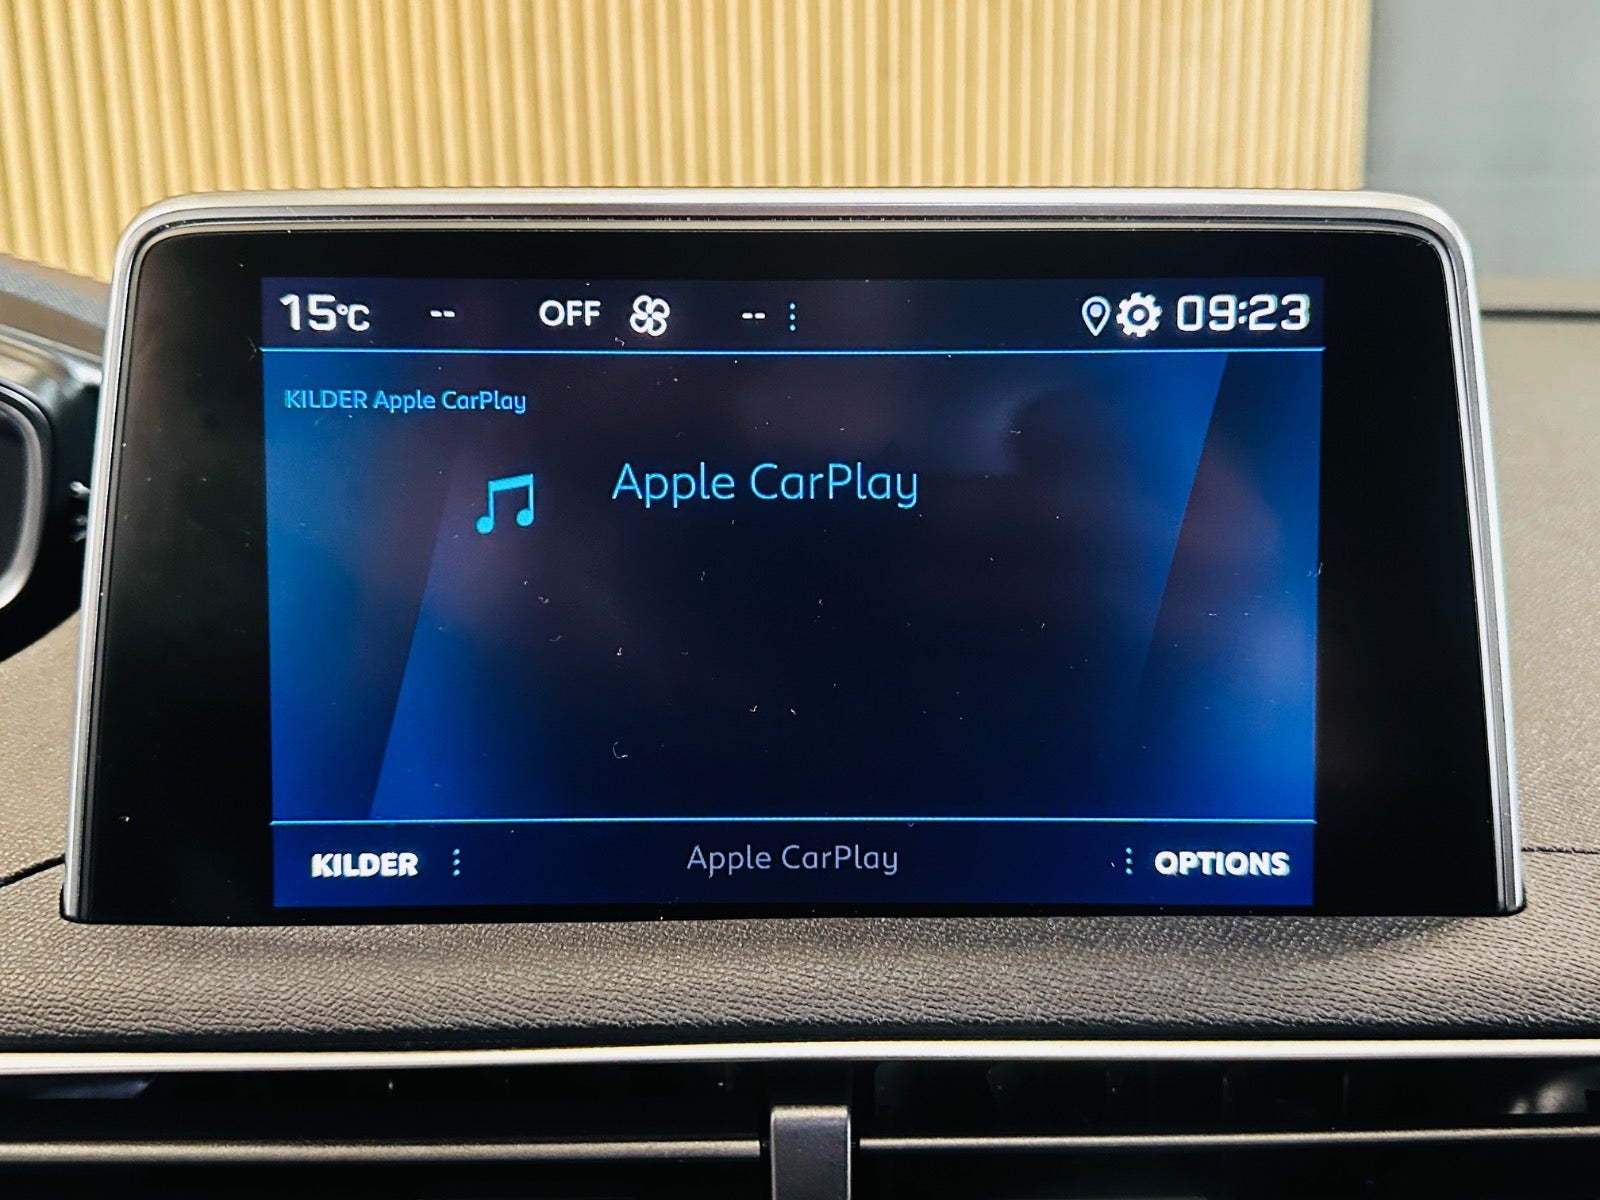 15°C -- OFF -- 09:23
KILDER Apple CarPlay
Apple CarPlay
KILDER Apple CarPlay OPTIONS